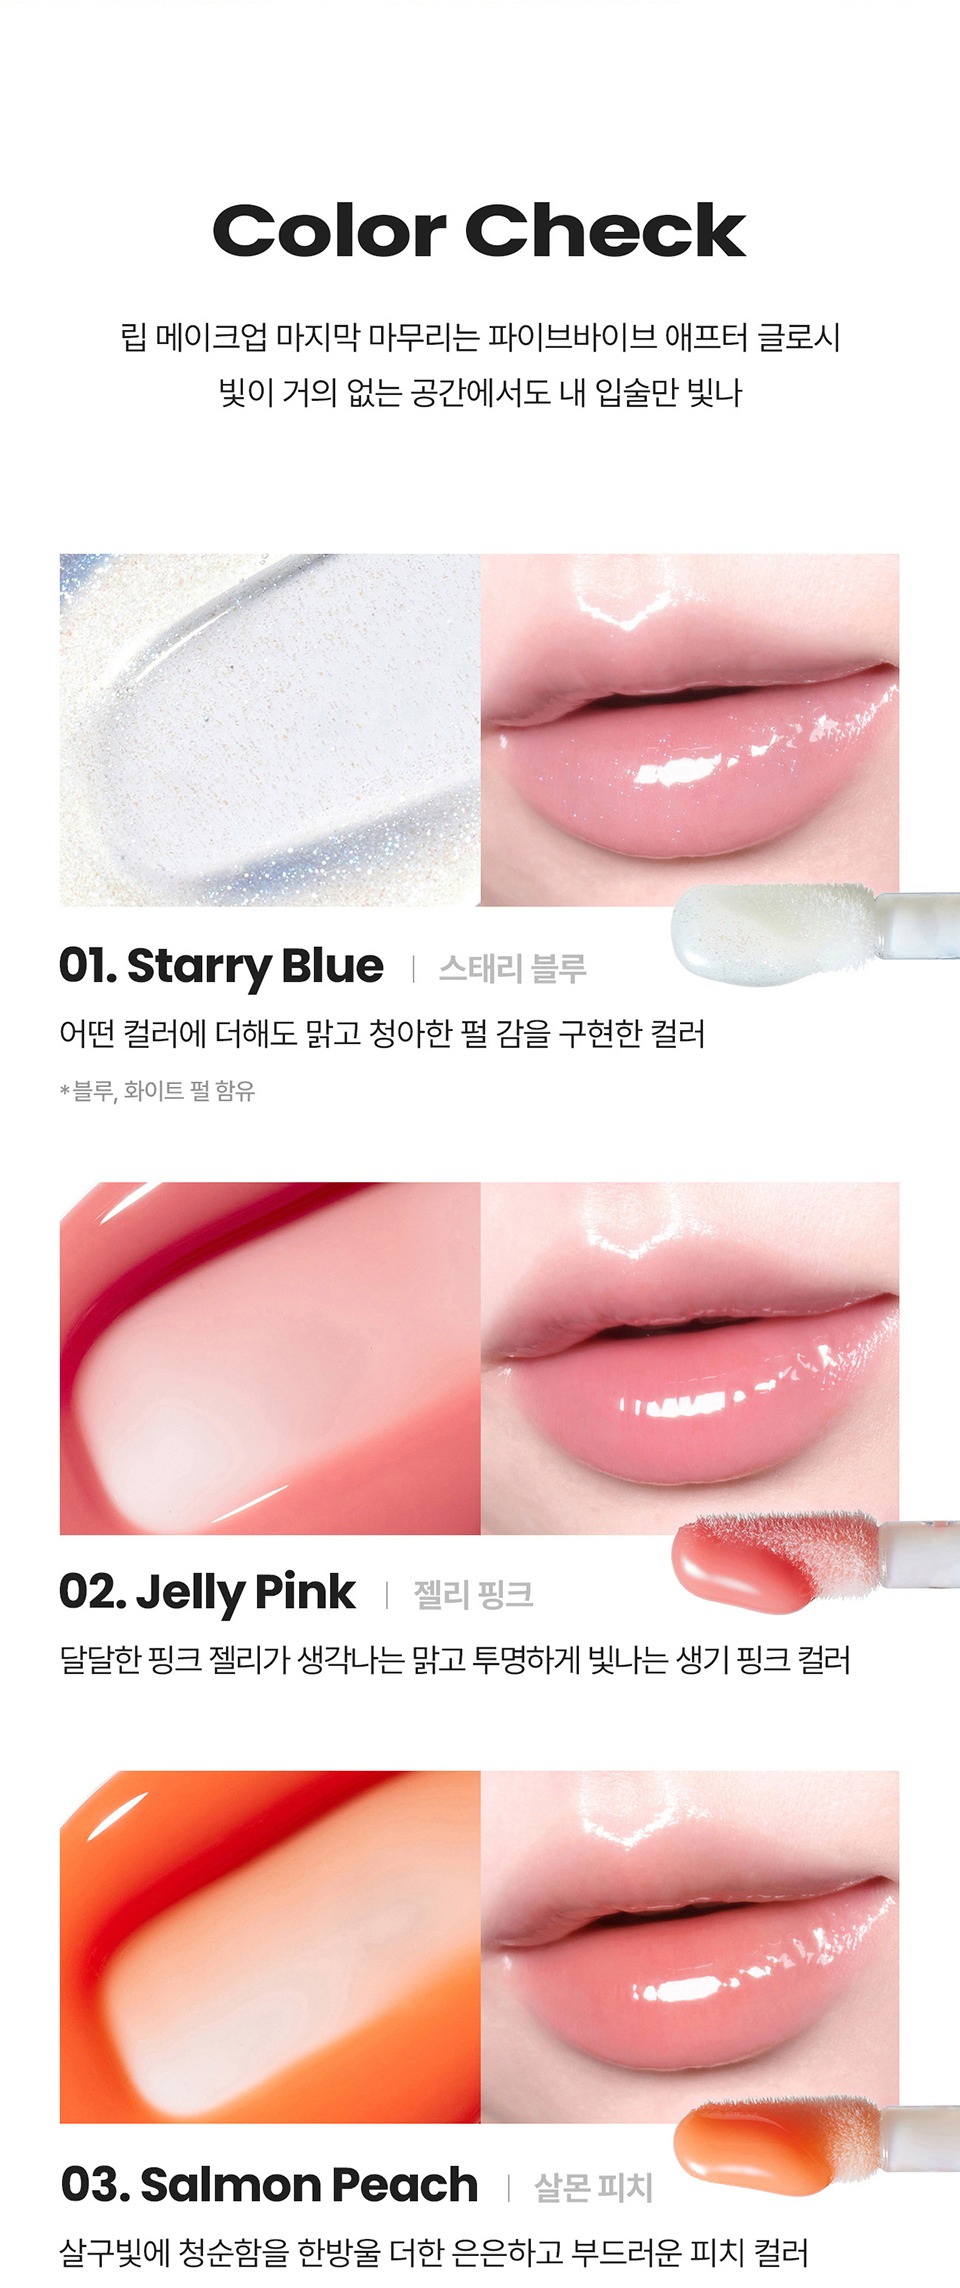 Color Check
립 메이크업 마지막 마무리는 파이브바이브 애프터 글로시
빛이 거의 없는 공간에서도 내 입술만 빛나
01. Starry Blue | 스태리 블루
어떤 컬러에 더해도 맑고 청아한 펄 감을 구현한 컬러
*블루, 화이트 펄 함유
02. Jelly Pink | 젤리 핑크
달달한 핑크 젤리가 생각나는 맑고 투명하게 빛나는 생기 핑크 컬러
03. Salmon Peach | 살몬 피치
살구빛에 청순함을 한방울 더한 은은하고 부드러운 피치 컬러